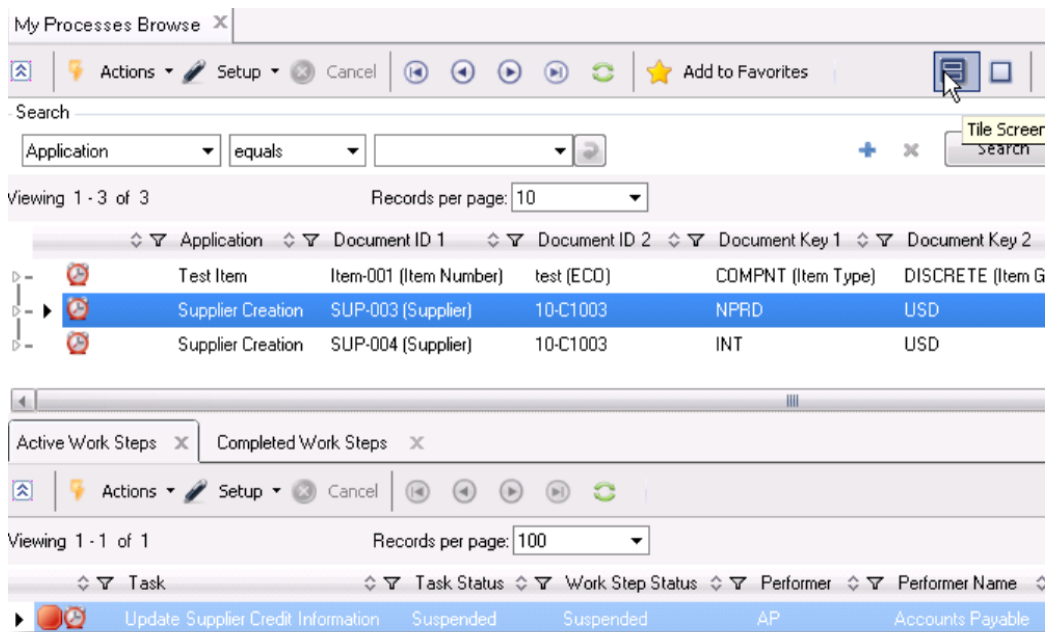 My Processes Browse
Actions Setup Cancel Add to Favorites
Search
Tile Screen
Application equals Search
Viewing 1 - 3 of 3 Records per page: 10
Application Document ID 1 Document ID 2 Document Key 1 Document Key 2
Test Item Item-001 (Item Number) test (ECO) COMPNT (Item Type) DISCRETE (Item G
Supplier Creation SUP-003 (Supplier) 10-C1003 NPRD USD
Supplier Creation SUP-004 (Supplier) 10-C1003 INT USD
Active Work Steps Completed Work Steps
Actions Setup Cancel
Viewing 1 - 1 of 1 Records per page: 100
Task Task Status Work Step Status Performer Performer Name
Update Supplier Credit Information Suspended Suspended AP Accounts Payable